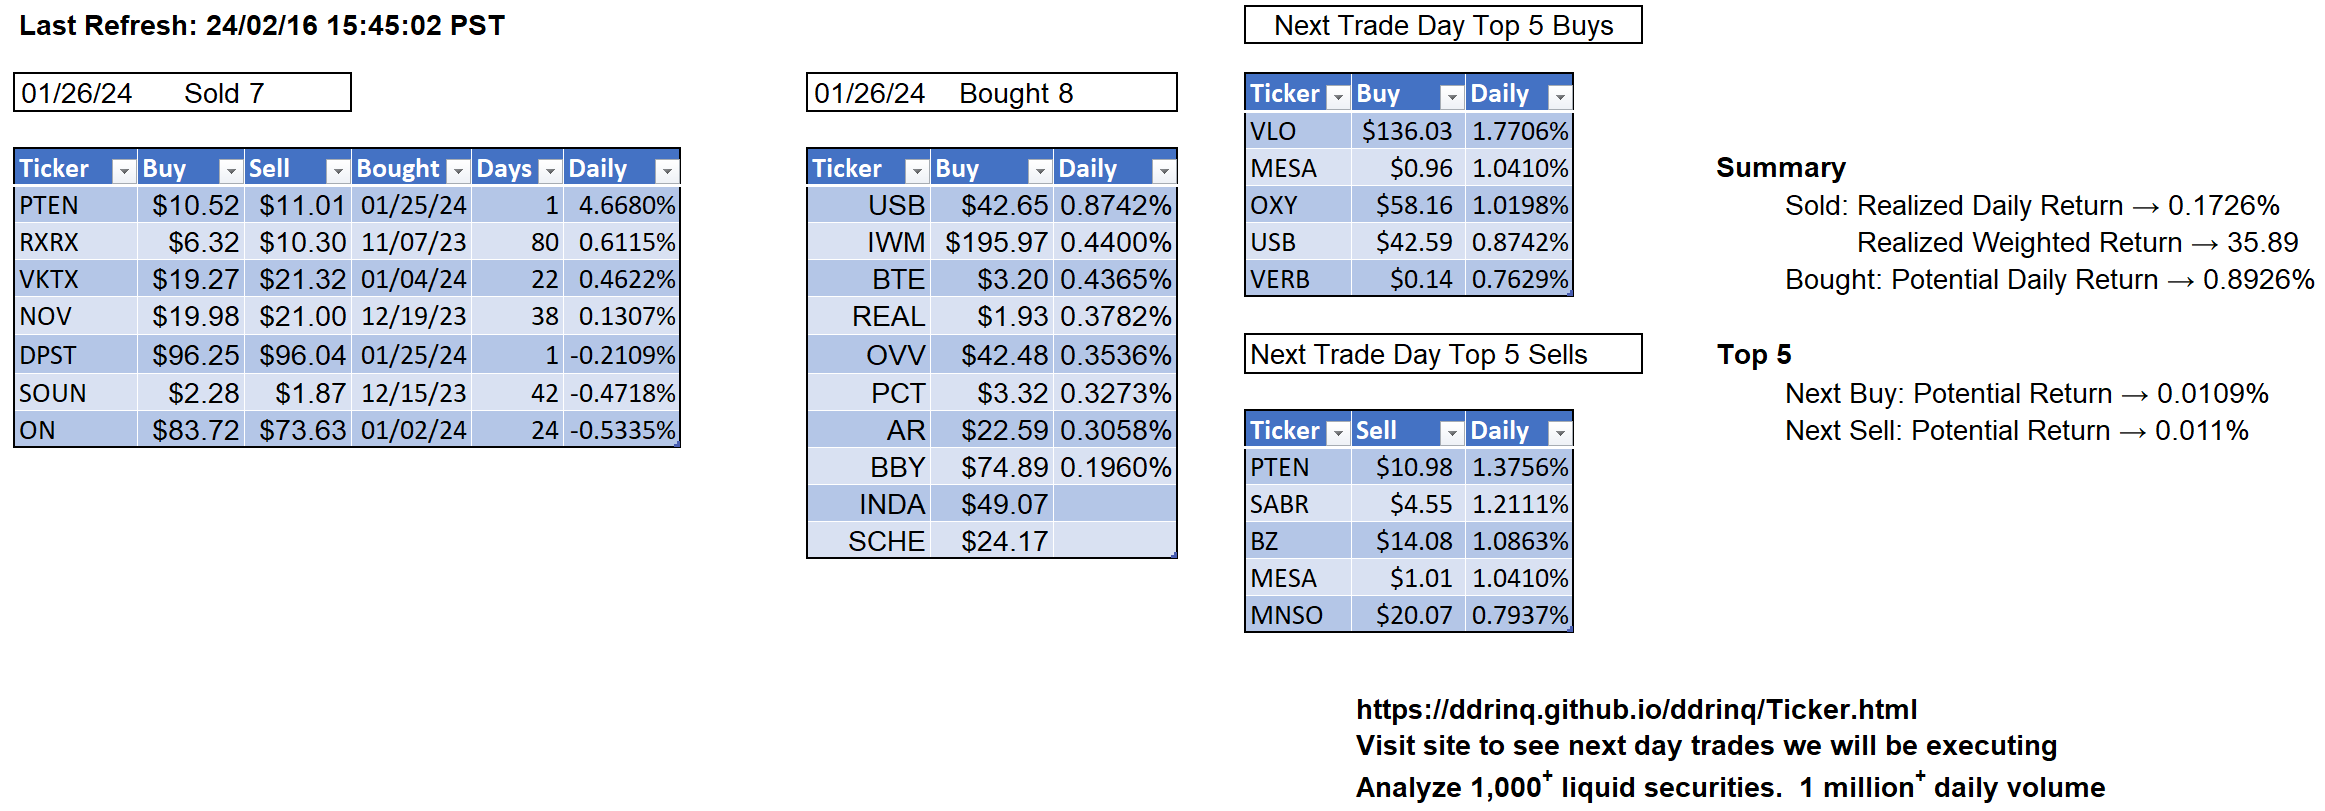 Last Refresh: 24/02/16 15:45:02 PST
01/26/24 Sold 7
Ticker Buy Sell Bought Days Daily
PTEN $10.52 $11.01 01/25/24 1 4.6680%
RXRX $6.32 $10.30 11/07/23 80 0.6115%
VKTX $19.27 $21.32 01/04/24 22 0.4622%
NOV $19.98 $21.00 12/19/23 38 0.1307%
DPST $96.25 $96.04 01/25/24 1 -0.2109%
SOUN $2.28 $1.87 12/15/23 42 -0.4718%
ON $83.72 $73.63 01/02/24 24 -0.5335%
01/26/24 Bought 8
Ticker Buy Daily
USB $42.65 0.8742%
IWM $195.97 0.4400%
BTE $3.20 0.4365%
REAL $1.93 0.3782%
OVV $42.48 0.3536%
PCT $3.32 0.3273%
AR $22.59 0.3058%
BBY $74.89 0.1960%
INDA $49.07
SCHE $24.17
Next Trade Day Top 5 Buys
Ticker Buy Daily
VLO $136.03 1.7706%
MESA $0.96 1.0410%
OXY $58.16 1.0198%
USB $42.59 0.8742%
VERB $0.14 0.7629%
Next Trade Day Top 5 Sells
Ticker Sell Daily
PTEN $10.98 1.3756%
SABR $4.55 1.2111%
BZ $14.08 1.0863%
MESA $1.01 1.0410%
MNSO $20.07 0.7937%
Summary
Sold: Realized Daily Return → 0.1726%
Realized Weighted Return → 35.89
Bought: Potential Daily Return → 0.8926%
Top 5
Next Buy: Potential Return → 0.0109%
Next Sell: Potential Return → 0.011%
https://ddrinq.github.io/ddrinq/Ticker.html
Visit site to see next day trades we will be executing
Analyze 1,000+ liquid securities. 1 million+ daily volume